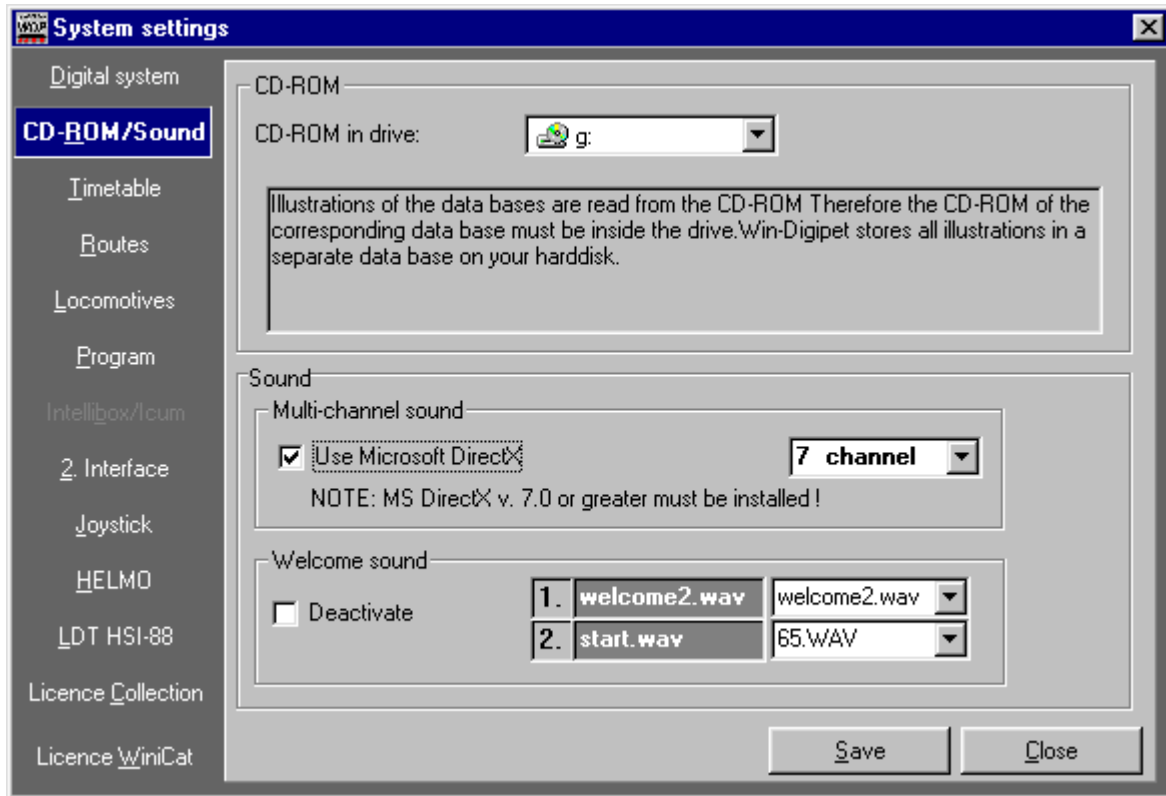 System settings
Digital system
CD-ROM/Sound
Timetable
Routes
Locomotives
Program
Intellibox/Icum
2. Interface
Joystick
HELMO
LDT HSI-88
Licence Collection
Licence WiniCat
CD-ROM
CD-ROM in drive: g:
Illustrations of the data bases are read from the CD-ROM Therefore the CD-ROM of the
corresponding data base must be inside the drive.Win-Digipet stores all illustrations in a
separate data base on your harddisk.
Sound
Multi-channel sound
Use Microsoft DirectX 7 channel
NOTE: MS DirectX v. 7.0 or greater must be installed !
Welcome sound
Deactivate
1. welcome2.wav welcome2.wav
2. start.wav 65.WAV
Save Close